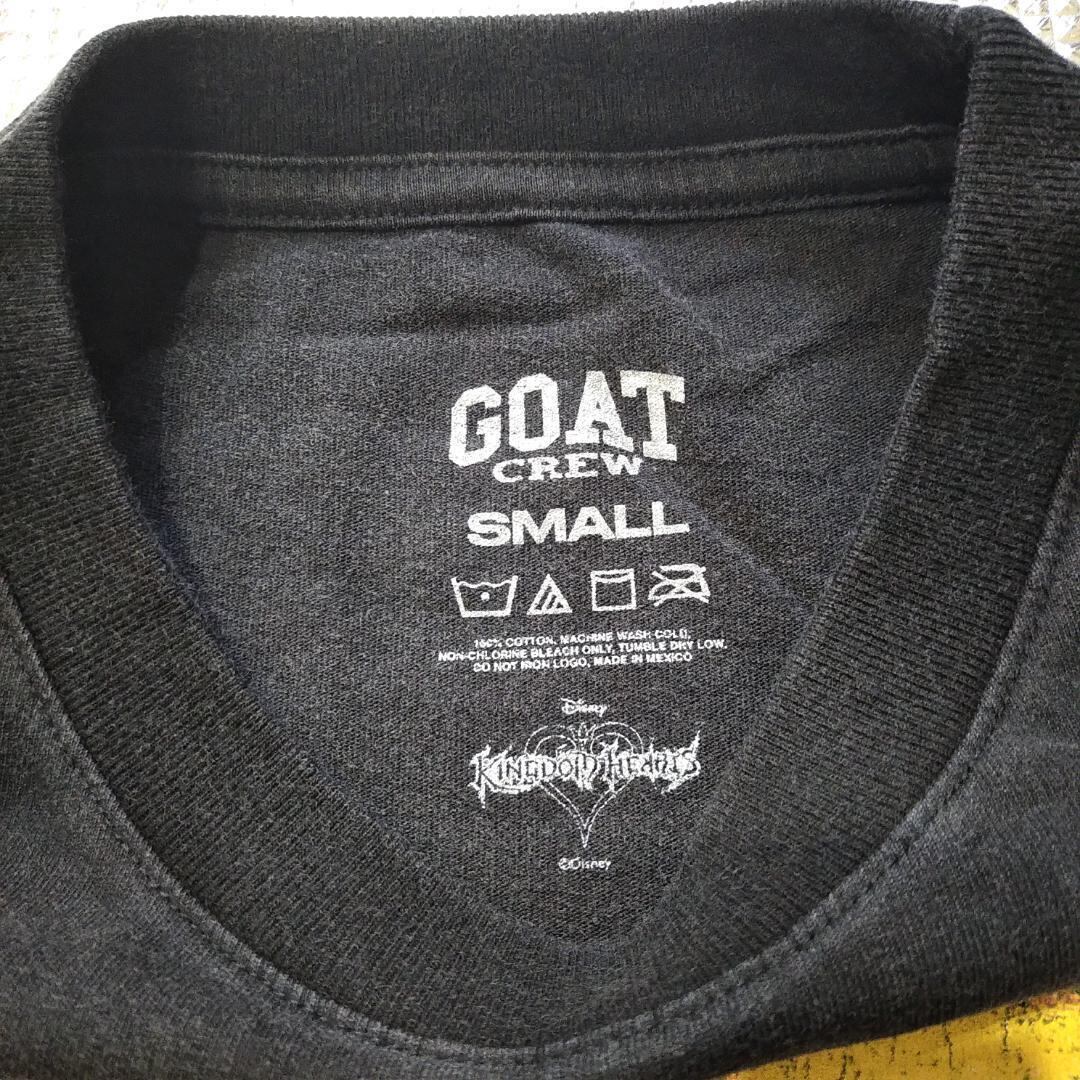 GOAT
CREW
SMALL
100% COTTON, MACHINE WASH COLD,
NON-CHLORINE BLEACH ONLY, TUMBLE DRY LOW,
DO NOT IRON LOGO, MADE IN MEXICO
Disney
KINGDOM HEARTS
©Disney